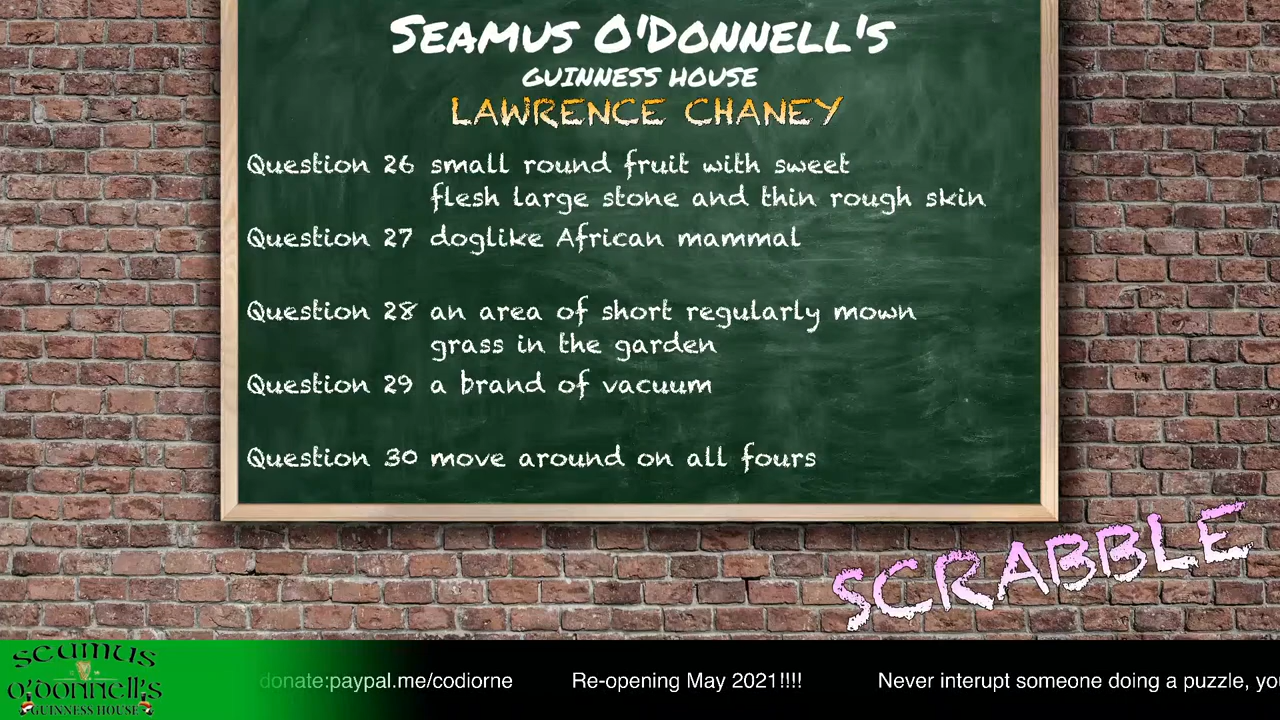 SEAMUS O'DONNELL'S
GUINNESS HOUSE
LAWRENCE CHANEY
Question 26 small round fruit with sweet
flesh large stone and thin rough skin
Question 27 doglike African mammal
Question 28 an area of short regularly mown
grass in the garden
Question 29 a brand of vacuum
Question 30 move around on all fours
SCRABBLE
seamus
o'donnell's
GUINNESS HOUSE
donate:paypal.me/codiorne Re-opening May 2021!!!! Never interupt someone doing a puzzle, yo